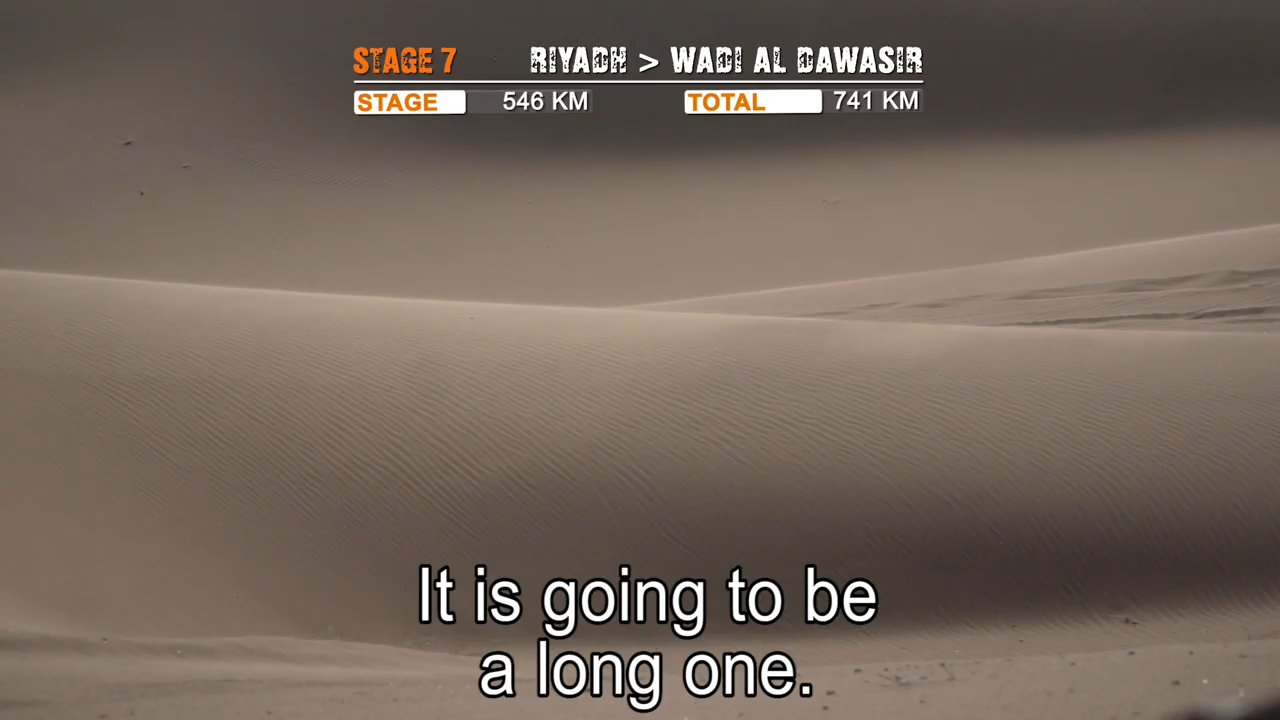 STAGE 7 RIYADH > WADI AL DAWASIR
STAGE 546 KM TOTAL 741 KM
It is going to be
a long one.